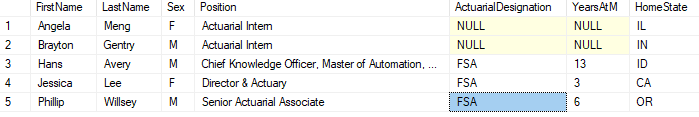 FirstName LastName Sex Position ActuarialDesignation YearsAtM HomeState
1 Angela Meng F Actuarial Intern NULL NULL IL
2 Brayton Gentry M Actuarial Intern NULL NULL IN
3 Hans Avery M Chief Knowledge Officer, Master of Automation, ... FSA 13 ID
4 Jessica Lee F Director & Actuary FSA 3 CA
5 Phillip Willsey M Senior Actuarial Associate FSA 6 OR